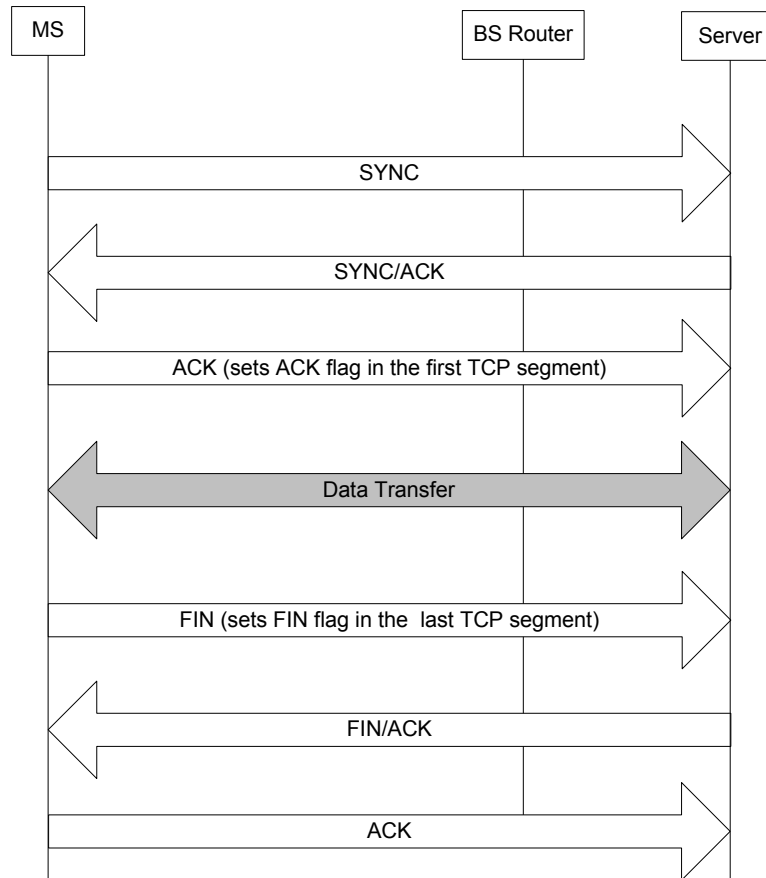 MS
BS Router
Server
SYNC
SYNC/ACK
ACK (sets ACK flag in the first TCP segment)
Data Transfer
FIN (sets FIN flag in the last TCP segment)
FIN/ACK
ACK